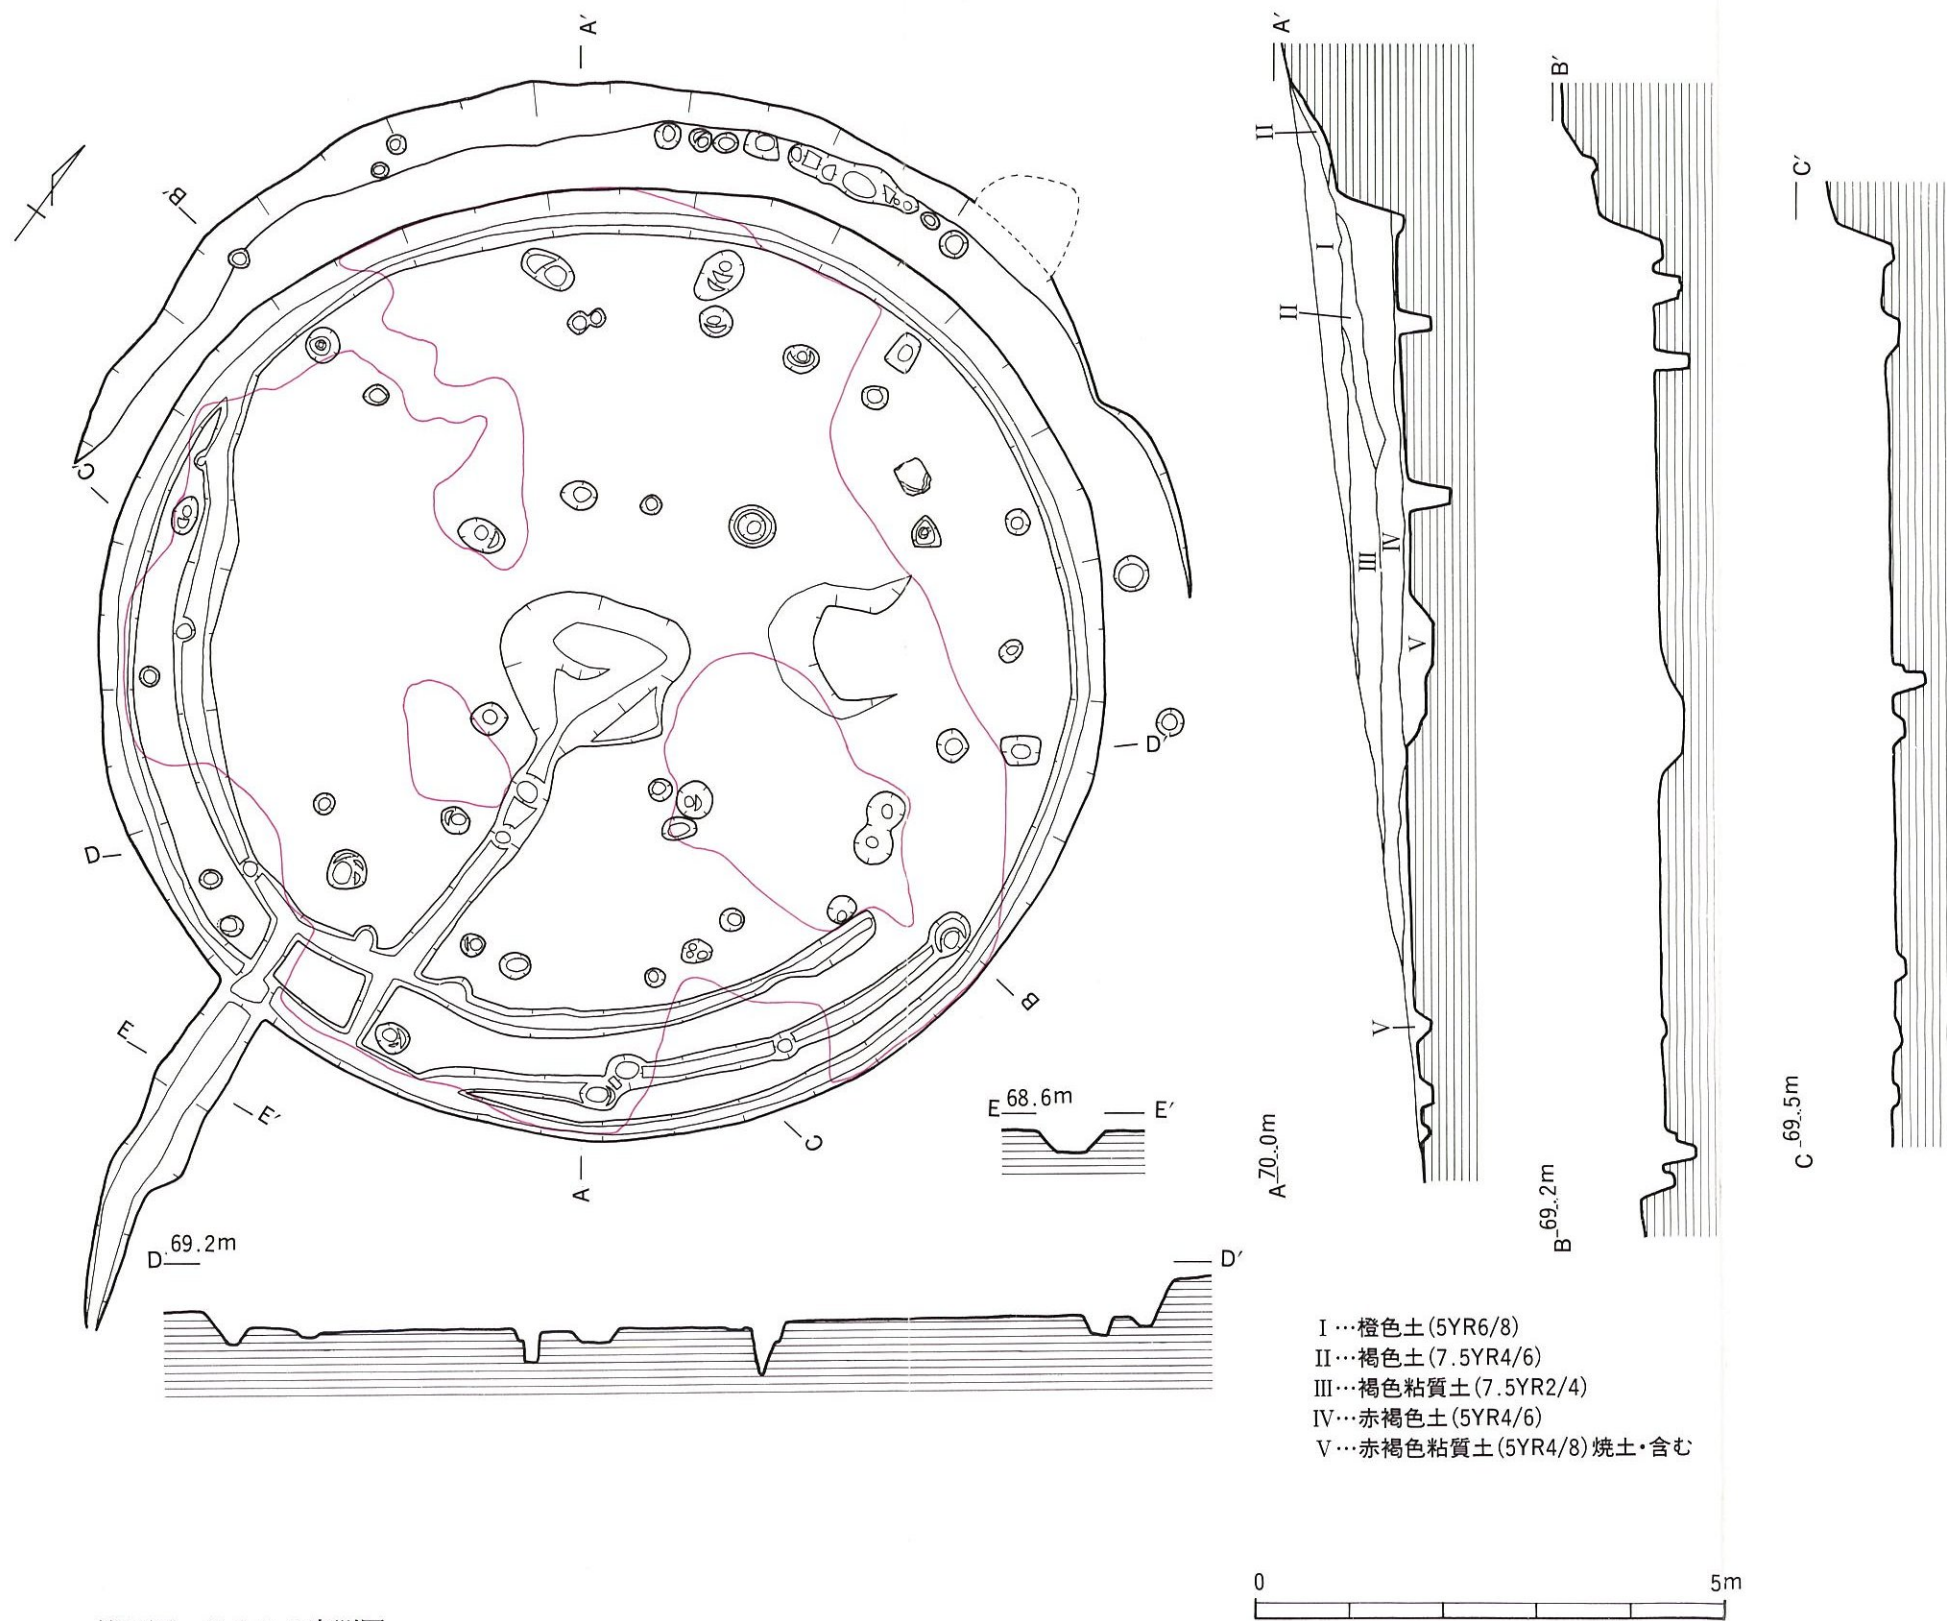 A′
B′
C′
D
D′
E
E′
B
C
A
A′
II
I
II
III
IV
V
V
A 70.0m
B′
B 69.2m
C′
C 69.5m
E 68.6m E′
D 69.2m D′
I…橙色土(5YR6/8)
II…褐色土(7.5YR4/6)
III…褐色粘質土(7.5YR2/4)
IV…赤褐色土(5YR4/6)
V…赤褐色粘質土(5YR4/8)焼土・含む
0 5m